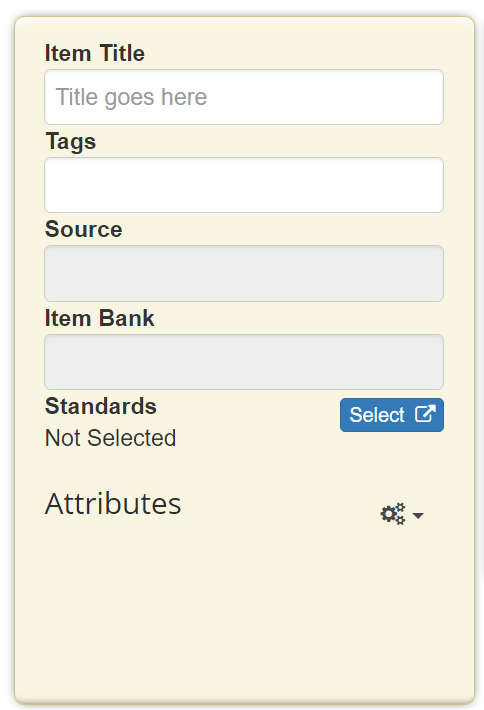 Item Title
Title goes here
Tags
Source
Item Bank
Standards
Select
Not Selected
Attributes